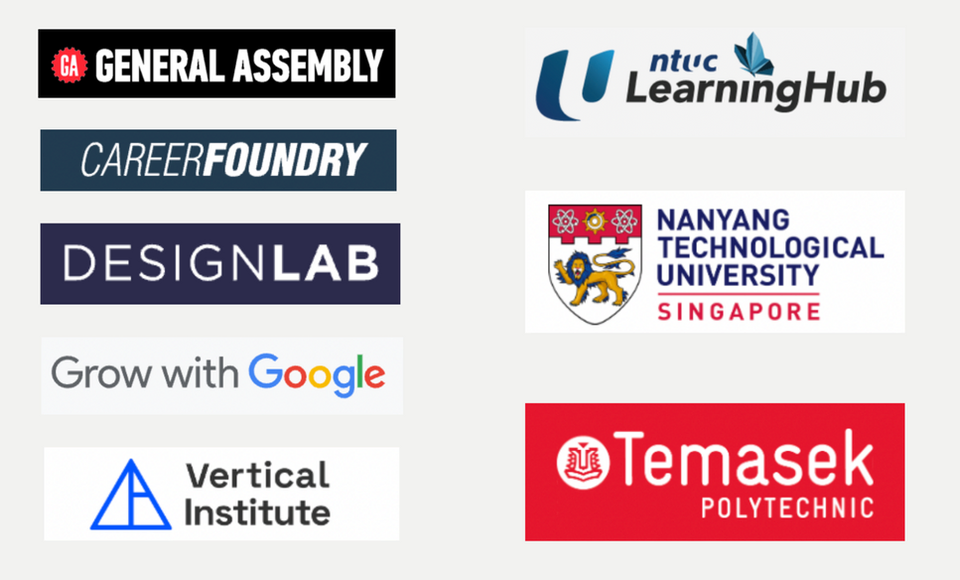 GA GENERAL ASSEMBLY
CAREERFOUNDRY
DESIGNLAB
Grow with Google
Vertical
Institute
ntuc
LearningHub
NANYANG
TECHNOLOGICAL
UNIVERSITY
SINGAPORE
Temasek
POLYTECHNIC